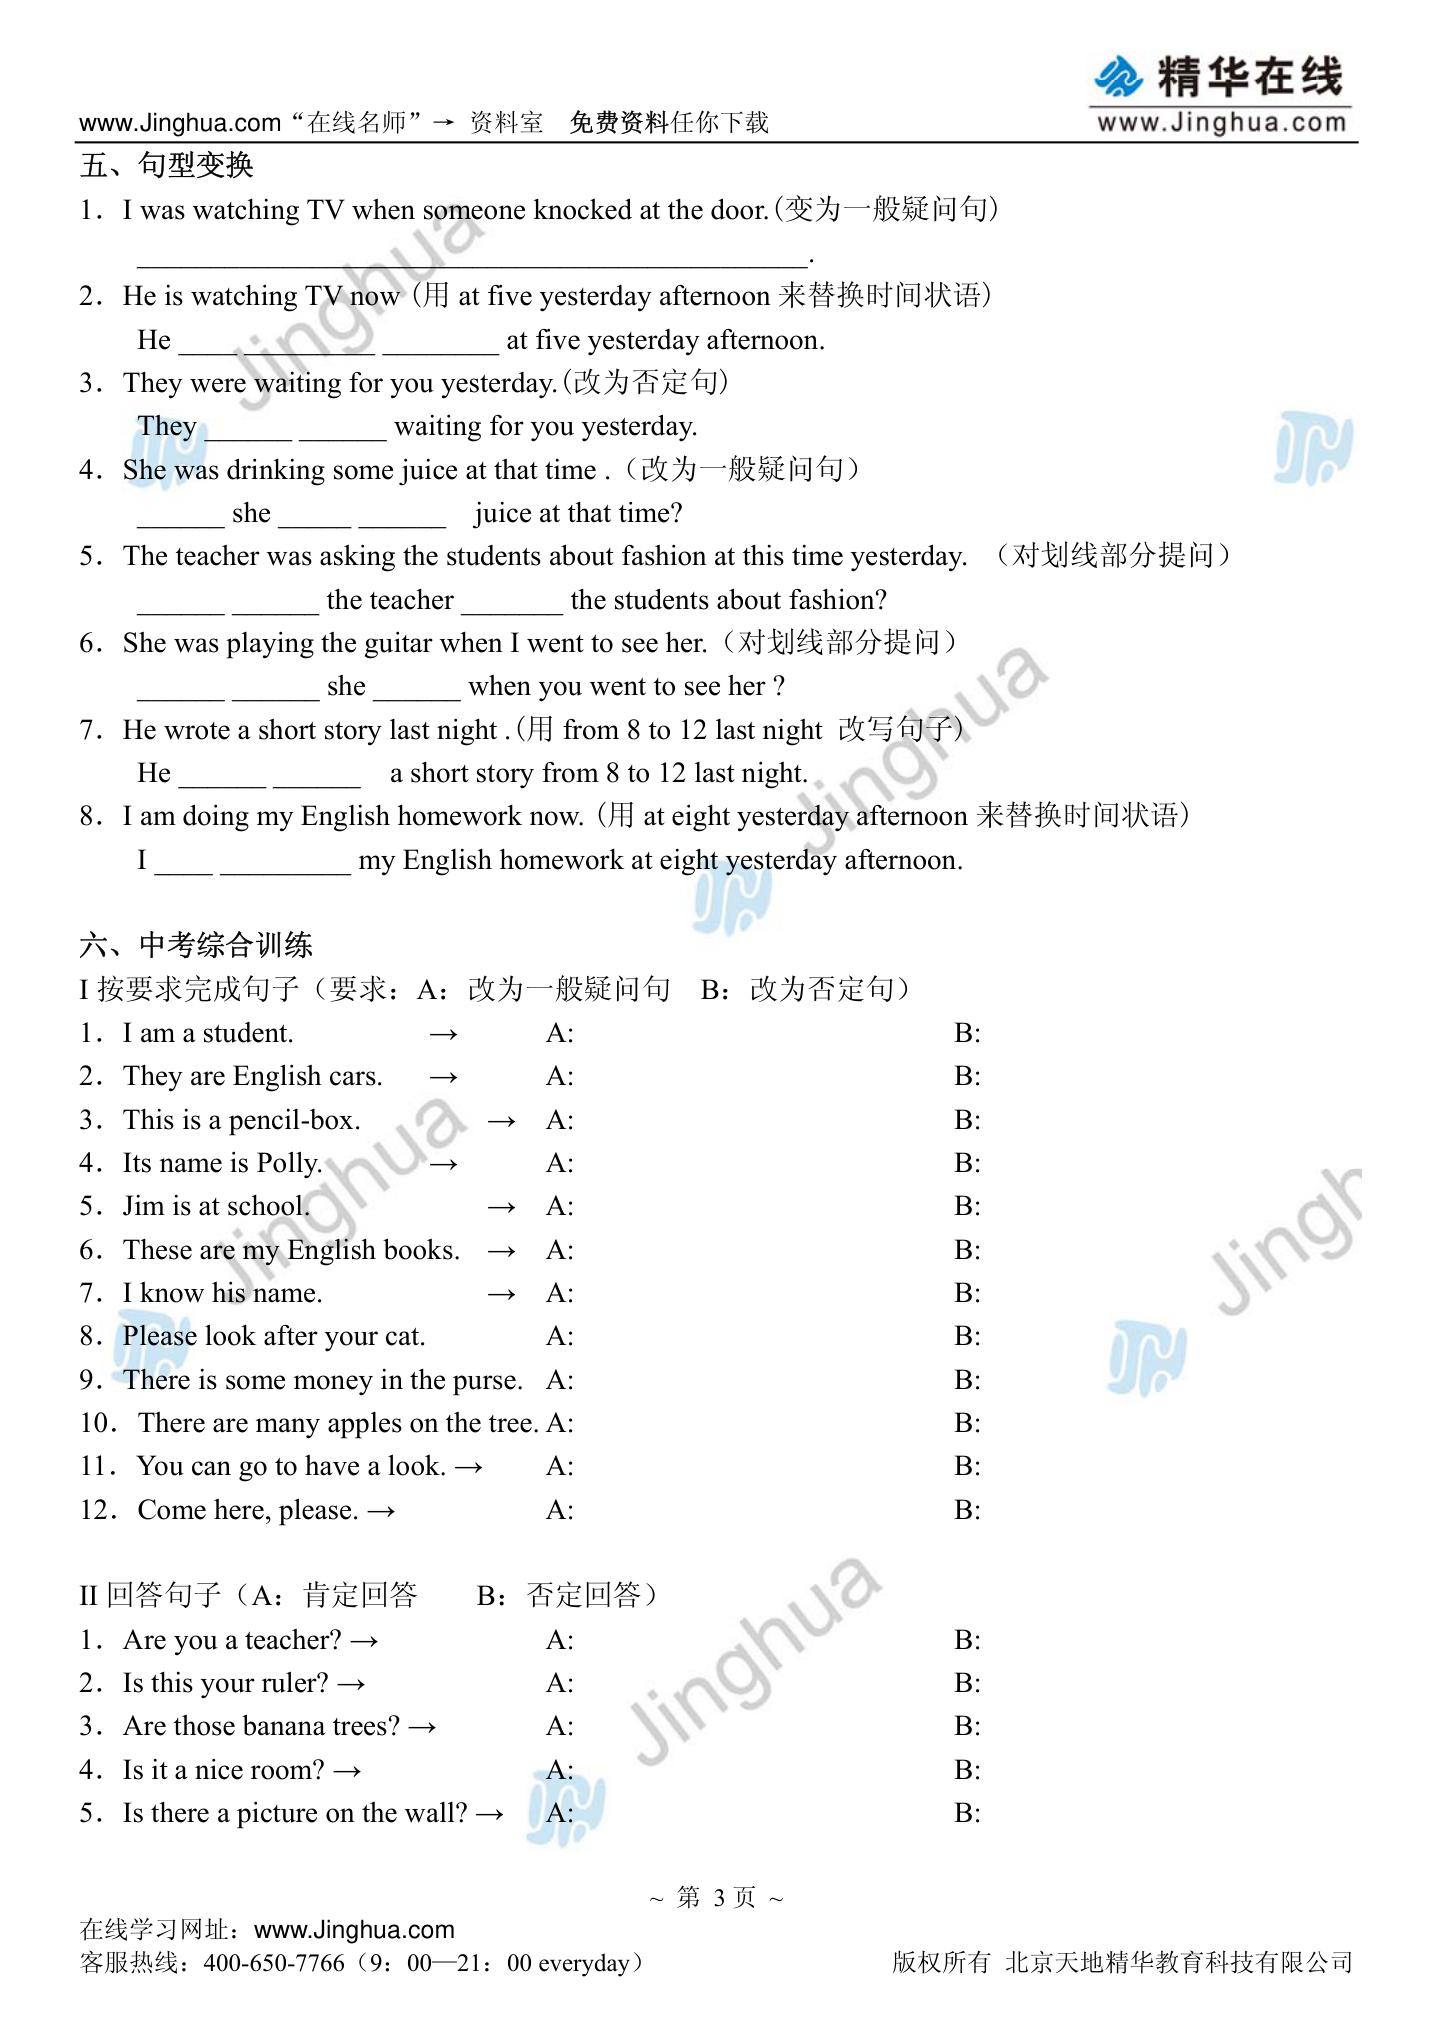 精华在线
www.Jinghua.com
www.Jinghua.com“在线名师”→ 资料室 免费资料任你下载
五、句型变换
1．I was watching TV when someone knocked at the door.(变为一般疑问句)
______________________________________________.
2．He is watching TV now (用 at five yesterday afternoon 来替换时间状语)
He ____ _________ ________ at five yesterday afternoon.
3．They were waiting for you yesterday.(改为否定句)
They ______ ______ waiting for you yesterday.
4．She was drinking some juice at that time .（改为一般疑问句）
______ she _____ ______ juice at that time?
5．The teacher was asking the students about fashion at this time yesterday. （对划线部分提问）
______ ______ the teacher _______ the students about fashion?
6．She was playing the guitar when I went to see her.（对划线部分提问）
______ ______ she ______ when you went to see her ?
7．He wrote a short story last night .(用 from 8 to 12 last night 改写句子)
He ______ ______ a short story from 8 to 12 last night.
8．I am doing my English homework now. (用 at eight yesterday afternoon 来替换时间状语)
I ____ _________ my English homework at eight yesterday afternoon.
六、中考综合训练
I 按要求完成句子（要求：A：改为一般疑问句 B：改为否定句）
1．I am a student. → A: B:
2．They are English cars. → A: B:
3．This is a pencil-box. → A: B:
4．Its name is Polly. → A: B:
5．Jim is at school. → A: B:
6．These are my English books. → A: B:
7．I know his name. → A: B:
8．Please look after your cat. A: B:
9．There is some money in the purse. A: B:
10．There are many apples on the tree. A: B:
11．You can go to have a look. → A: B:
12．Come here, please. → A: B:
II 回答句子（A：肯定回答 B：否定回答）
1．Are you a teacher? → A: B:
2．Is this your ruler? → A: B:
3．Are those banana trees? → A: B:
4．Is it a nice room? → A: B:
5．Is there a picture on the wall? → A: B:
~ 第 3 页 ~
在线学习网址：www.Jinghua.com
客服热线：400-650-7766（9：00—21：00 everyday） 版权所有 北京天地精华教育科技有限公司